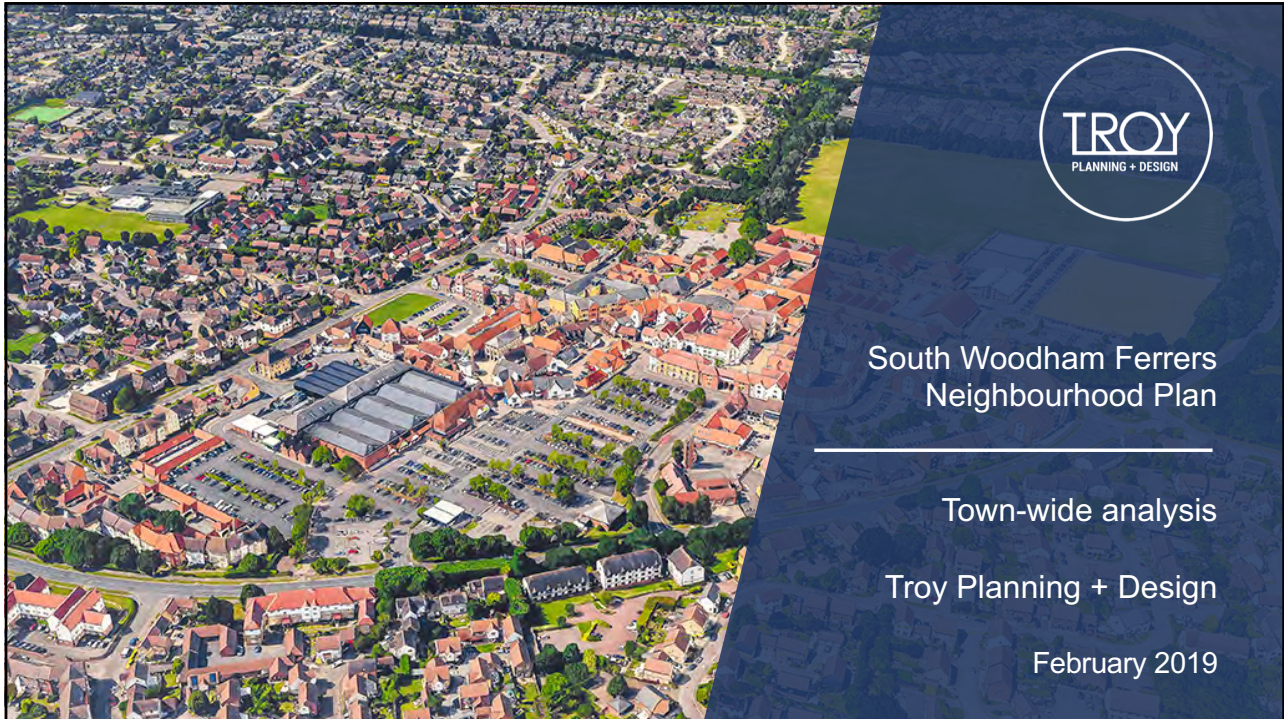 TROY
PLANNING + DESIGN
South Woodham Ferrers
Neighbourhood Plan
Town-wide analysis
Troy Planning + Design
February 2019